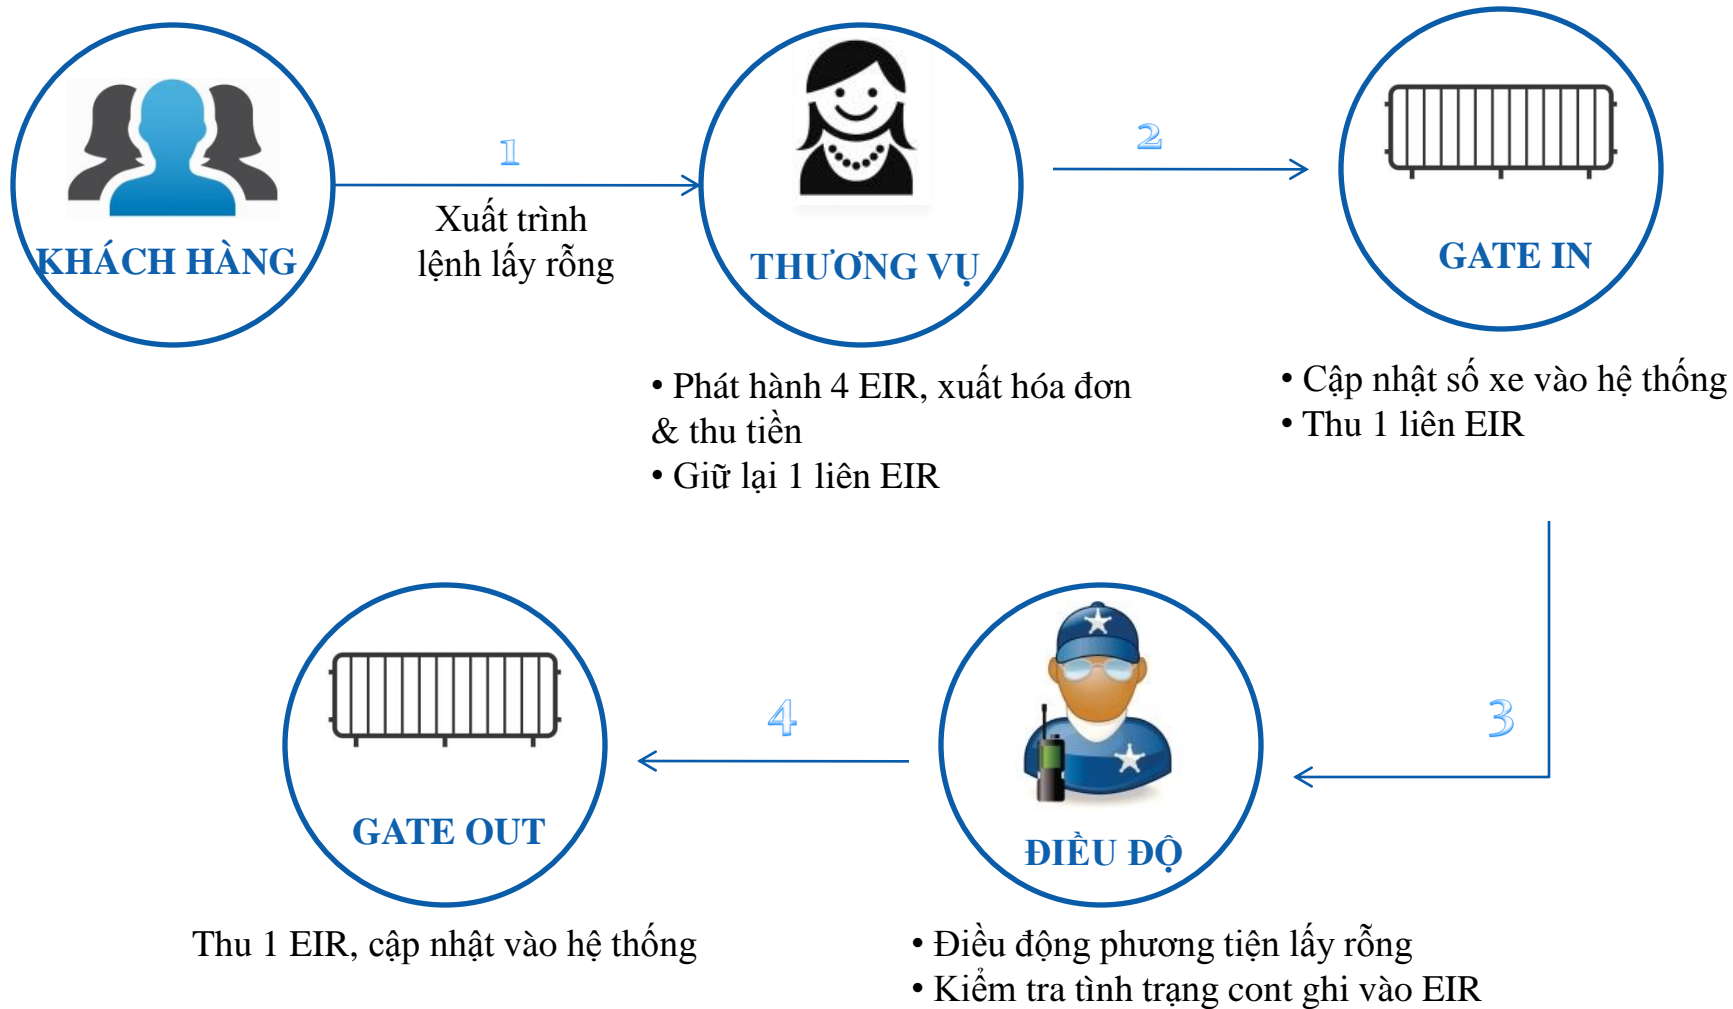 KHÁCH HÀNG
1
Xuất trình
lệnh lấy rỗng
THƯƠNG VỤ
• Phát hành 4 EIR, xuất hóa đơn
& thu tiền
• Giữ lại 1 liên EIR
2
GATE IN
• Cập nhật số xe vào hệ thống
• Thu 1 liên EIR
3
ĐIỀU ĐỘ
• Điều động phương tiện lấy rỗng
• Kiểm tra tình trạng cont ghi vào EIR
4
GATE OUT
Thu 1 EIR, cập nhật vào hệ thống